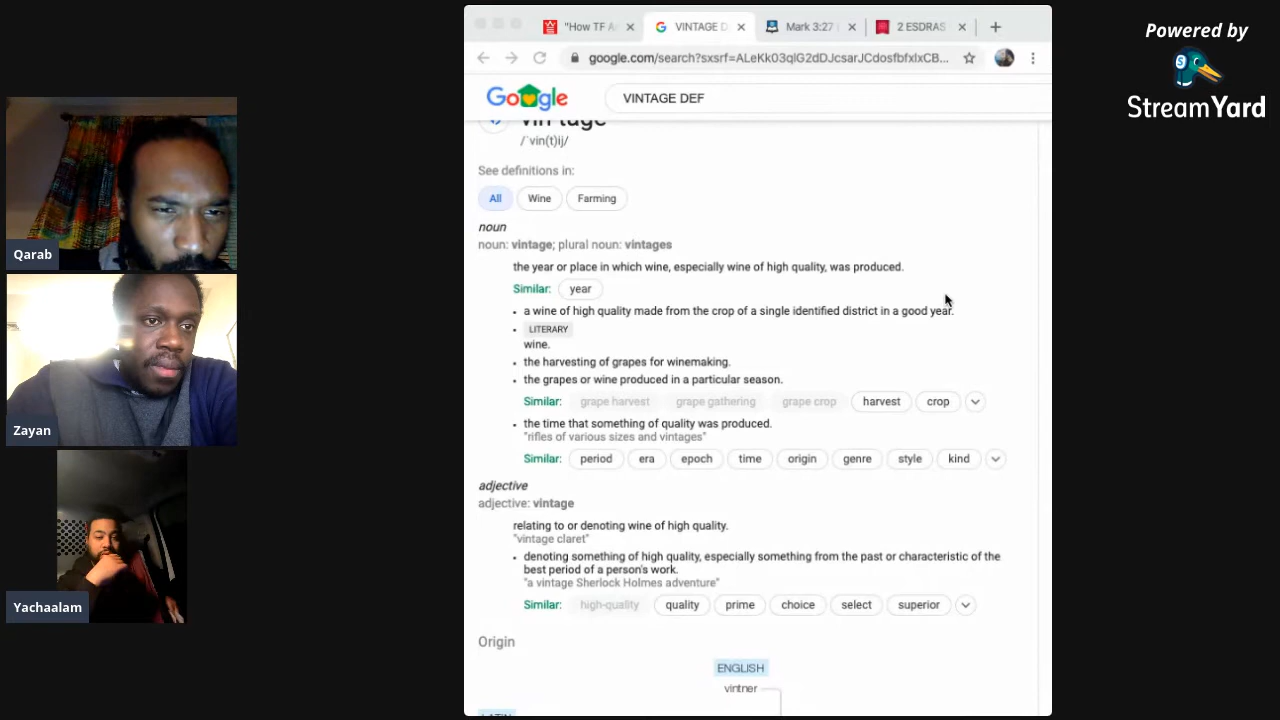 "How TF A
VINTAGE D
Mark 3:27
2 ESDRAS
google.com/search?sxsrf=ALeKk03qlG2dDJcsarJCdosfbfxlxCB...
Google
VINTAGE DEF
vin·tage
/ˈvin(t)ij/
See definitions in:
All
Wine
Farming
noun
noun: vintage; plural noun: vintages
the year or place in which wine, especially wine of high quality, was produced.
Similar: year
• a wine of high quality made from the crop of a single identified district in a good year.
• LITERARY
wine.
• the harvesting of grapes for winemaking.
• the grapes or wine produced in a particular season.
Similar: grape harvest grape gathering grape crop harvest crop
• the time that something of quality was produced.
"rifles of various sizes and vintages"
Similar: period era epoch time origin genre style kind
adjective
adjective: vintage
relating to or denoting wine of high quality.
"vintage claret"
• denoting something of high quality, especially something from the past or characteristic of the
best period of a person's work.
"a vintage Sherlock Holmes adventure"
Similar: high-quality quality prime choice select superior
Origin
ENGLISH
vintner
LATIN
Qarab
Zayan
Yachaalam
Powered by
StreamYard